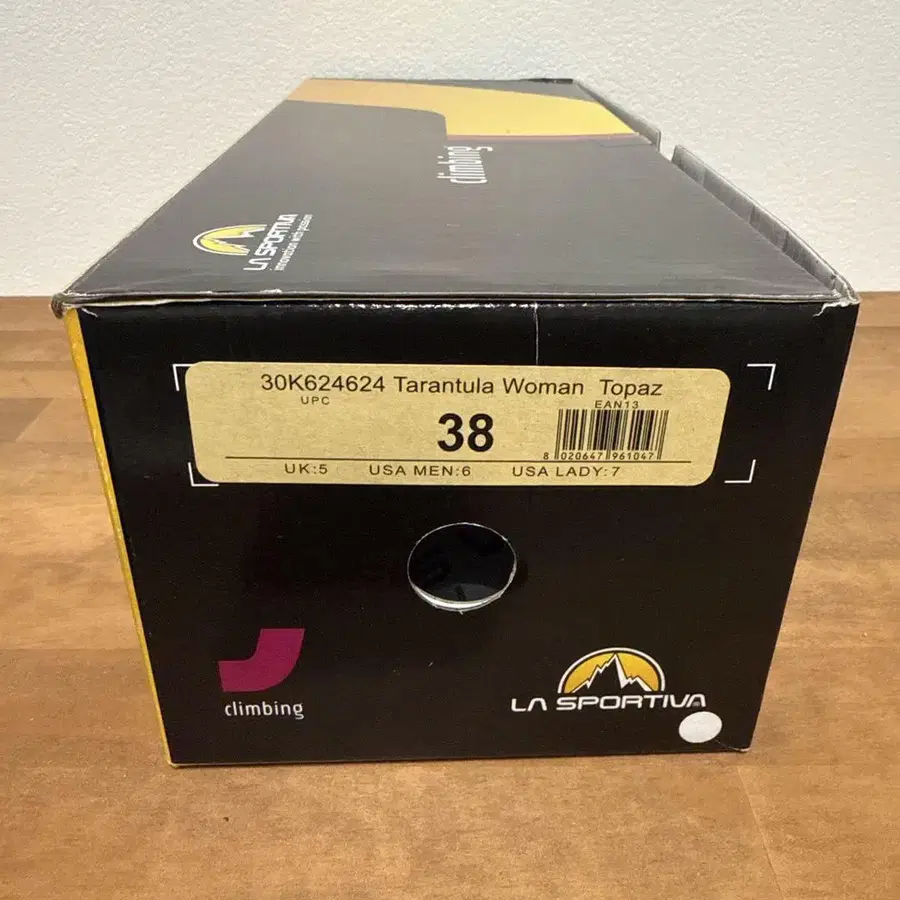 climbing
LA SPORTIVA
innovation with passion
30K624624 Tarantula Woman Topaz
UPC
EAN13
38
8 020647 961047
UK:5 USA MEN:6 USA LADY:7
climbing
LA SPORTIVA